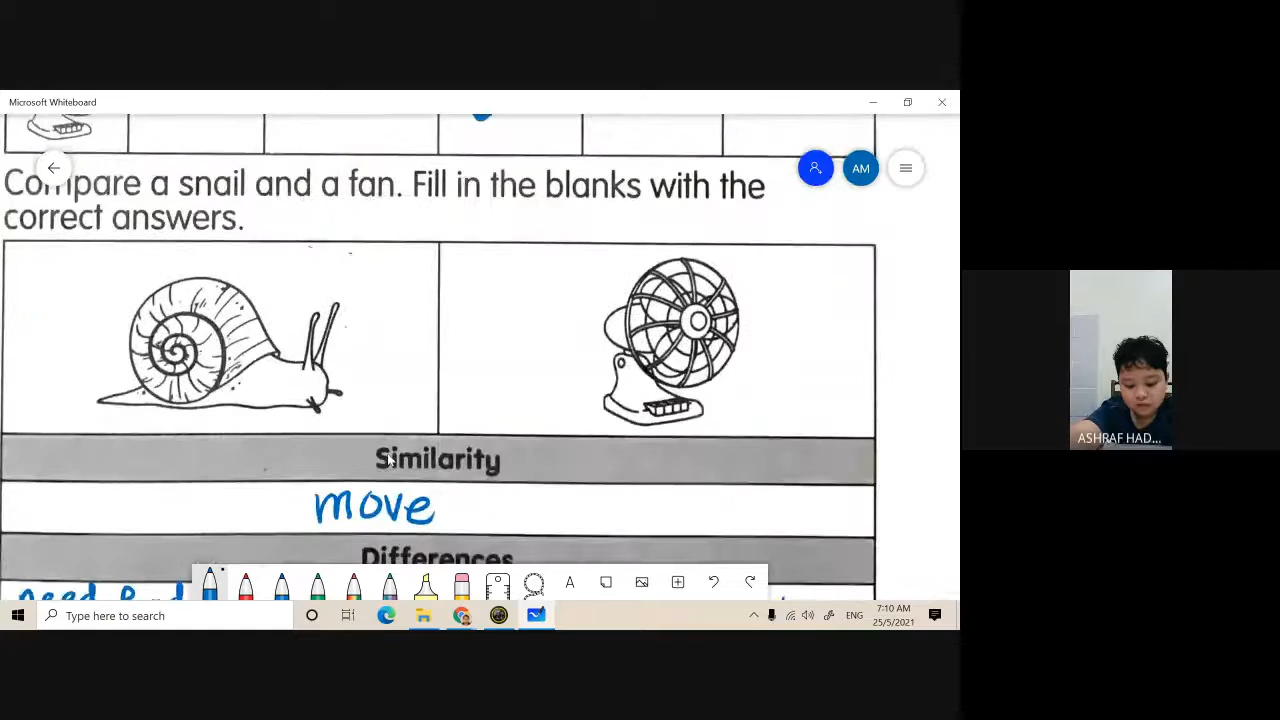 Microsoft Whiteboard
AM
Compare a snail and a fan. Fill in the blanks with the
correct answers.
Similarity
move
Differences
need
A
Type here to search
ENG
7:10 AM
25/5/2021
ASHRAF HAD...